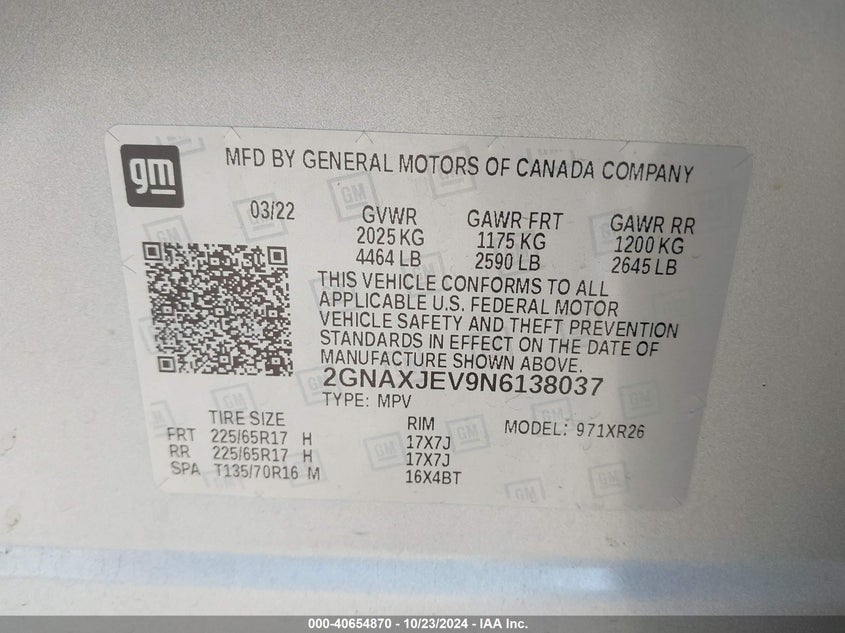 gm
MFD BY GENERAL MOTORS OF CANADA COMPANY
03/22
GVWR GAWR FRT GAWR RR
2025 KG 1175 KG 1200 KG
4464 LB 2590 LB 2645 LB
THIS VEHICLE CONFORMS TO ALL
APPLICABLE U.S. FEDERAL MOTOR
VEHICLE SAFETY AND THEFT PREVENTION
STANDARDS IN EFFECT ON THE DATE OF
MANUFACTURE SHOWN ABOVE.
2GNAXJEV9N6138037
TYPE: MPV
TIRE SIZE RIM MODEL: 971XR26
FRT 225/65R17 H 17X7J
RR 225/65R17 H 17X7J
SPA T135/70R16 M 16X4BT
000-40654870 / 10/23/2024 - IAA Inc.